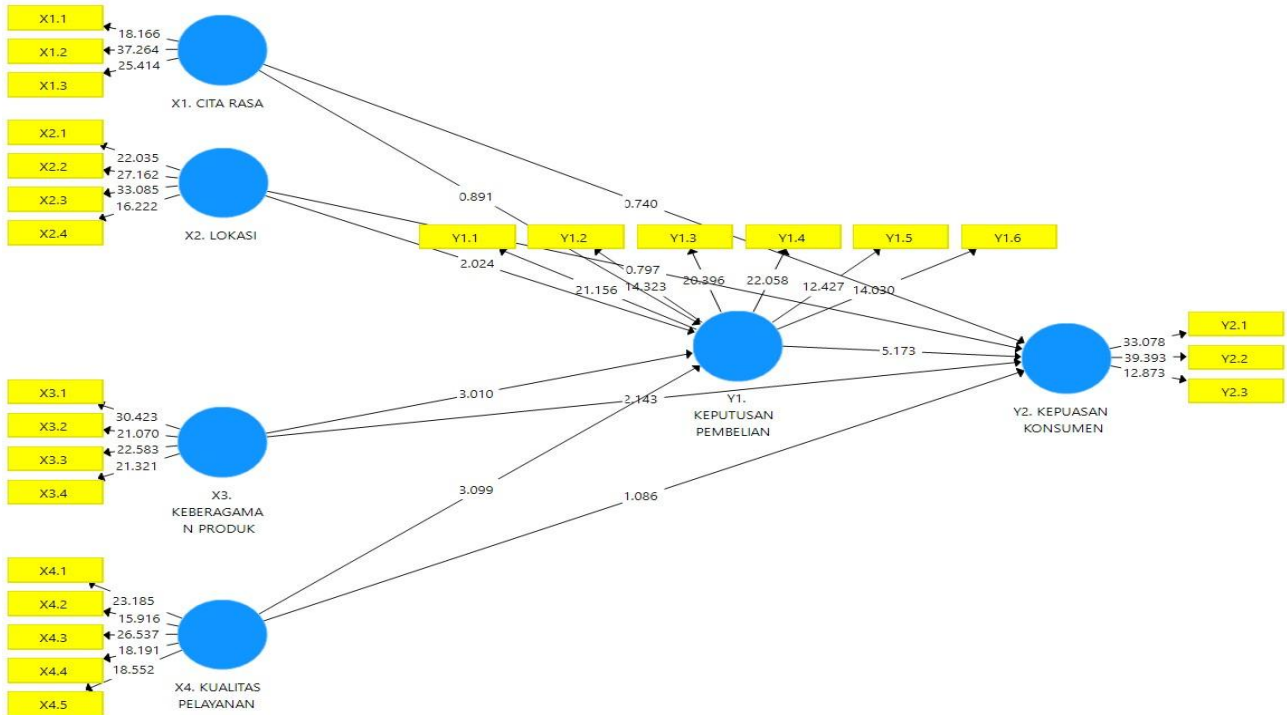 X1.1
18.166
X1.2
37.264
X1.3
25.414
X1. CITA RASA
X2.1
22.035
X2.2
27.162
X2.3
33.085
X2.4
16.222
X2. LOKASI
0.891
0.740
Y1.1
Y1.2
Y1.3
Y1.4
Y1.5
Y1.6
2.024
0.797
21.156
14.323
20.396
22.058
12.427
14.030
5.173
Y2.1
33.078
Y2.2
39.393
Y2.3
12.873
3.010
2.143
Y1.
KEPUTUSAN
PEMBELIAN
Y2. KEPUASAN
KONSUMEN
X3.1
30.423
X3.2
21.070
X3.3
22.583
X3.4
21.321
X3.
KEBERAGAMA
N PRODUK
3.099
1.086
X4.1
23.185
X4.2
15.916
X4.3
26.537
X4.4
18.191
X4.5
18.552
X4. KUALITAS
PELAYANAN